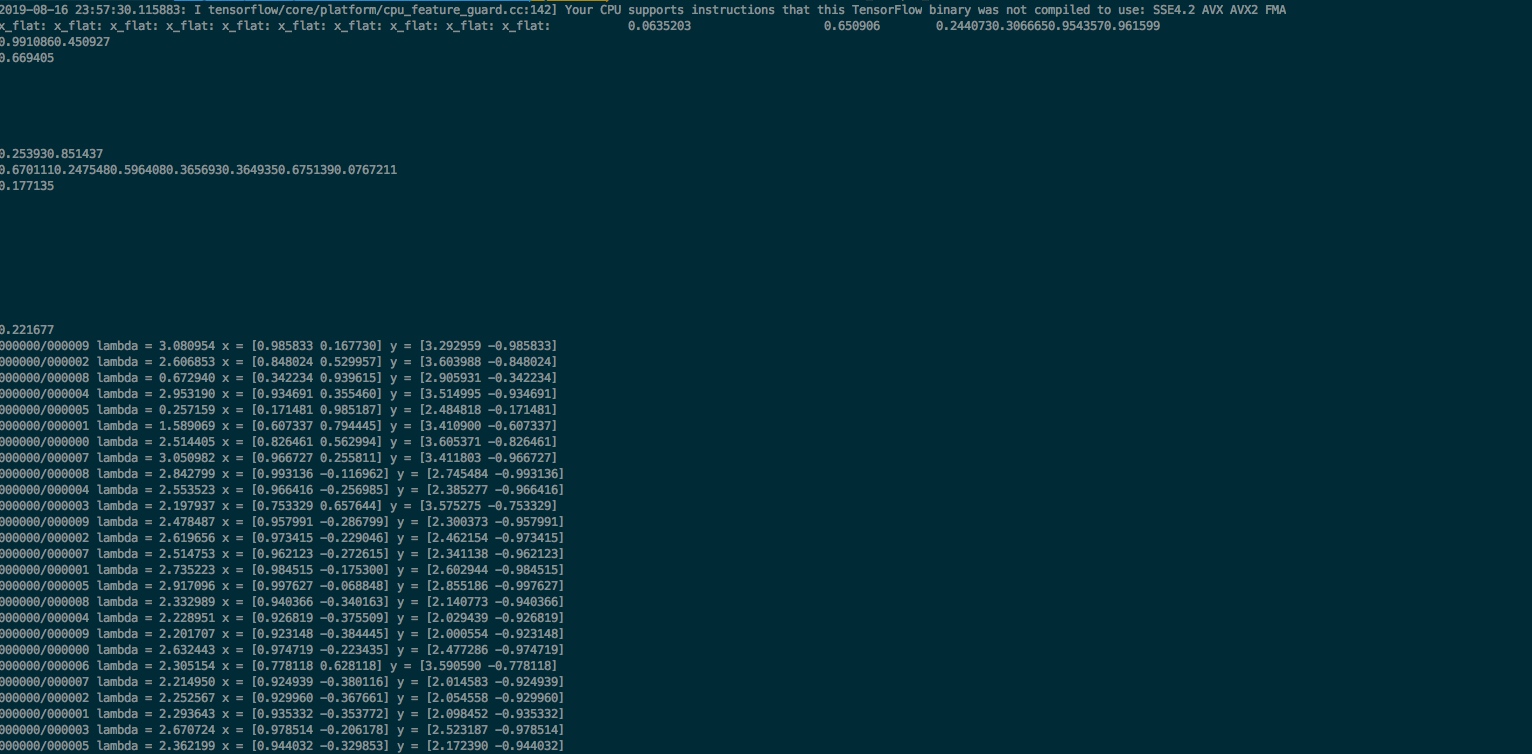 2019-08-16 23:57:30.115883: I tensorflow/core/platform/cpu_feature_guard.cc:142] Your CPU supports instructions that this TensorFlow binary was not compiled to use: SSE4.2 AVX AVX2 FMA
x_flat: x_flat: x_flat: x_flat: x_flat: x_flat: x_flat: x_flat: x_flat: x_flat: 0.0635203 0.650906 0.2440730.3066650.9543570.961599
0.9910860.450927
0.669405
0.253930.851437
0.6701110.2475480.5964080.3656930.3649350.6751390.0767211
0.177135
0.221677
000000/000009 lambda = 3.080954 x = [0.985833 0.167730] y = [3.292959 -0.985833]
000000/000002 lambda = 2.606853 x = [0.848024 0.529957] y = [3.603988 -0.848024]
000000/000008 lambda = 0.672940 x = [0.342234 0.939615] y = [2.905931 -0.342234]
000000/000004 lambda = 2.953190 x = [0.934691 0.355460] y = [3.514995 -0.934691]
000000/000005 lambda = 0.257159 x = [0.171481 0.985187] y = [2.484818 -0.171481]
000000/000001 lambda = 1.589069 x = [0.607337 0.794445] y = [3.410900 -0.607337]
000000/000000 lambda = 2.514405 x = [0.826461 0.562994] y = [3.605371 -0.826461]
000000/000007 lambda = 3.050982 x = [0.966727 0.255811] y = [3.411803 -0.966727]
000000/000008 lambda = 2.842799 x = [0.993136 -0.116962] y = [2.745484 -0.993136]
000000/000004 lambda = 2.553523 x = [0.966416 -0.256985] y = [2.385277 -0.966416]
000000/000003 lambda = 2.197937 x = [0.753329 0.657644] y = [3.575275 -0.753329]
000000/000009 lambda = 2.478487 x = [0.957991 -0.286799] y = [2.300373 -0.957991]
000000/000002 lambda = 2.619656 x = [0.973415 -0.229046] y = [2.462154 -0.973415]
000000/000007 lambda = 2.514753 x = [0.962123 -0.272615] y = [2.341138 -0.962123]
000000/000001 lambda = 2.735223 x = [0.984515 -0.175300] y = [2.602944 -0.984515]
000000/000005 lambda = 2.917096 x = [0.997627 -0.068848] y = [2.855186 -0.997627]
000000/000008 lambda = 2.332989 x = [0.940366 -0.340163] y = [2.140773 -0.940366]
000000/000004 lambda = 2.228951 x = [0.926819 -0.375509] y = [2.029439 -0.926819]
000000/000009 lambda = 2.201707 x = [0.923148 -0.384445] y = [2.000554 -0.923148]
000000/000000 lambda = 2.632443 x = [0.974719 -0.223435] y = [2.477286 -0.974719]
000000/000006 lambda = 2.305154 x = [0.778118 0.628118] y = [3.590590 -0.778118]
000000/000007 lambda = 2.214950 x = [0.924939 -0.380116] y = [2.014583 -0.924939]
000000/000002 lambda = 2.252567 x = [0.929960 -0.367661] y = [2.054558 -0.929960]
000000/000001 lambda = 2.293643 x = [0.935332 -0.353772] y = [2.098452 -0.935332]
000000/000003 lambda = 2.670724 x = [0.978514 -0.206178] y = [2.523187 -0.978514]
000000/000005 lambda = 2.362199 x = [0.944032 -0.329853] y = [2.172390 -0.944032]